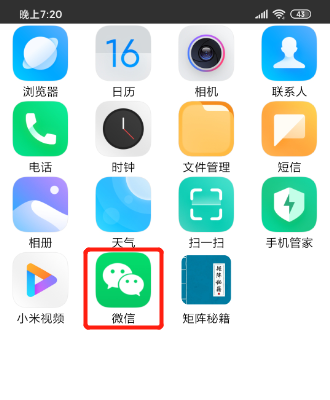 晚上7:20
43
浏览器 日历 相机 联系人
16
电话 时钟 文件管理 短信
相册 天气 扫一扫 手机管家
小米视频 微信 矩阵秘籍
矩阵秘籍